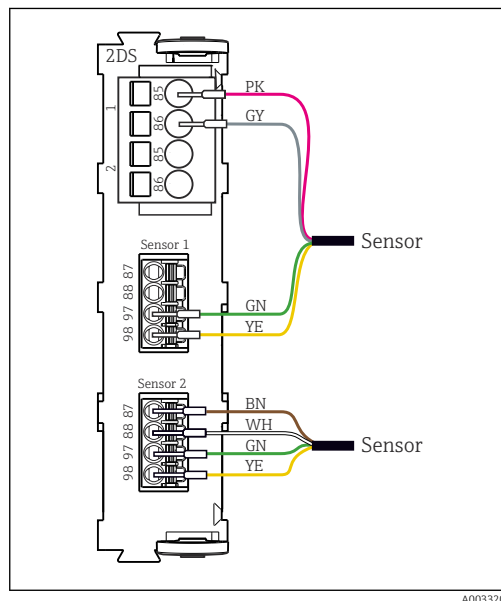 2DS
1
85
PK
86
GY
2
85
86
Sensor
Sensor 1
87
88
97
GN
98
YE
Sensor 2
87
BN
88
WH
97
GN
Sensor
98
YE